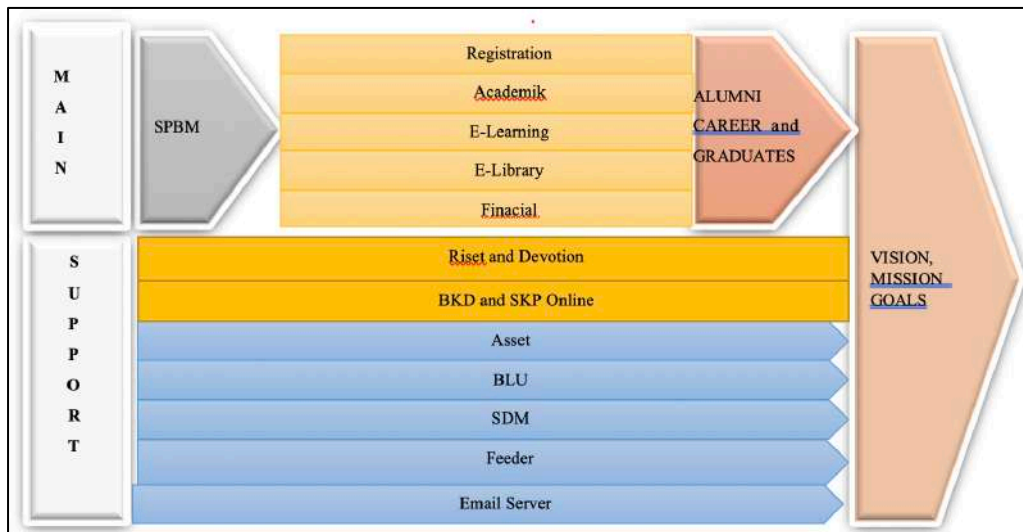 M
A
I
N
SPBM
Registration
Academik
E-Learning
E-Library
Finacial
ALUMNI
CAREER and
GRADUATES
S
U
P
P
O
R
T
Riset and Devotion
BKD and SKP Online
Asset
BLU
SDM
Feeder
Email Server
VISION,
MISSION
GOALS